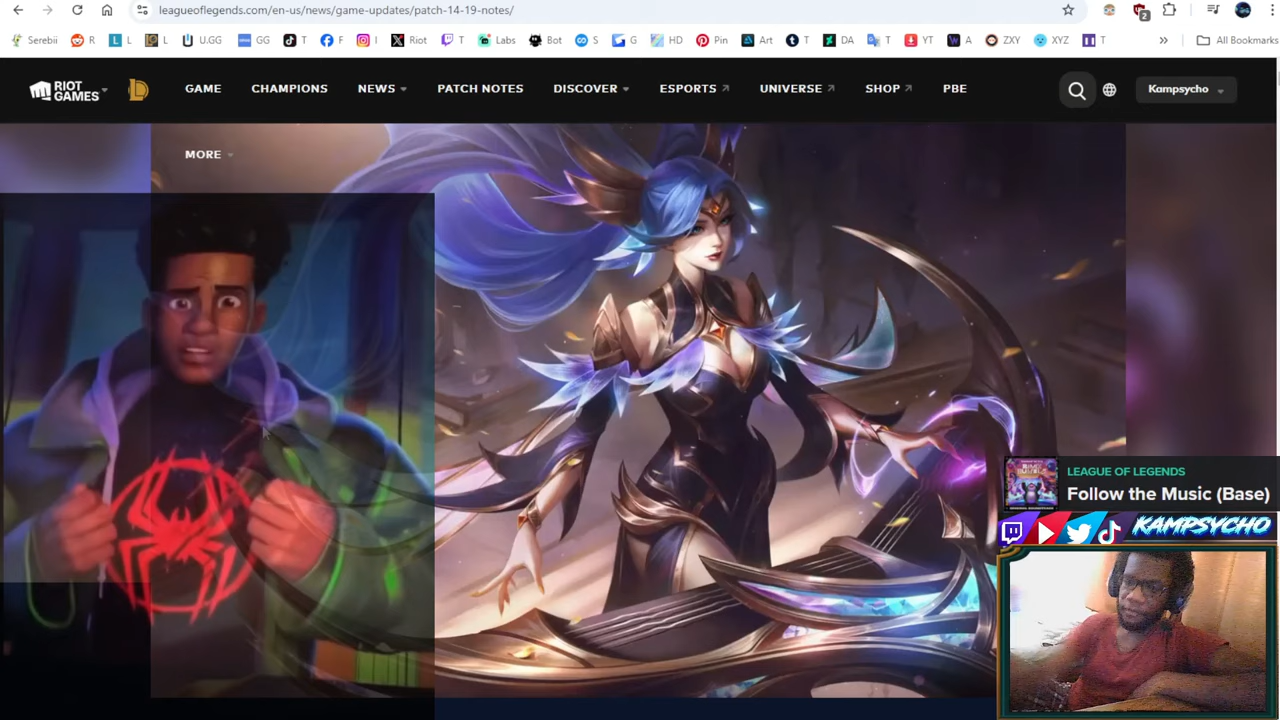 leagueoflegends.com/en-us/news/game-updates/patch-14-19-notes/
2
Serebii R L L U.GG GG T F I Riot T Labs Bot S G HD Pin Art T DA T YT A ZXY XYZ T » All Bookmarks
RIOT GAMES GAME CHAMPIONS NEWS PATCH NOTES DISCOVER ESPORTS UNIVERSE SHOP PBE Kampsycho
MORE
LEAGUE OF LEGENDS
Follow the Music (Base)
KAMPSYCHO